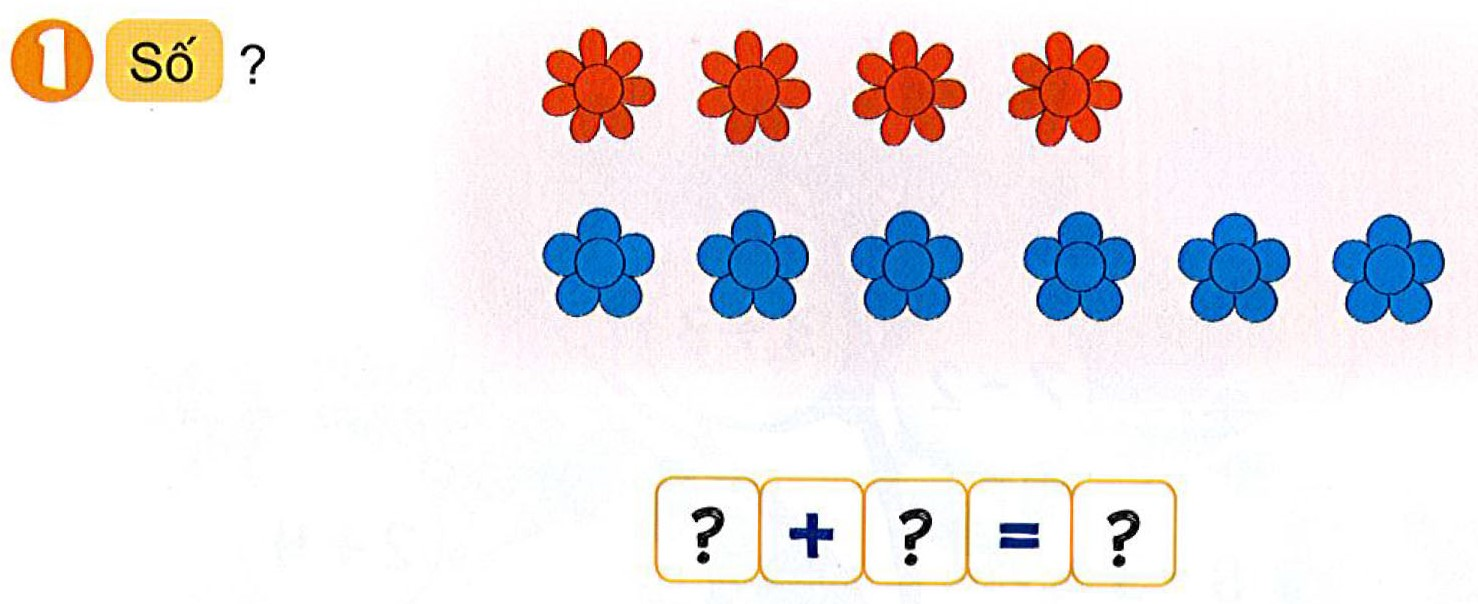 1 Số ?
? + ? = ?